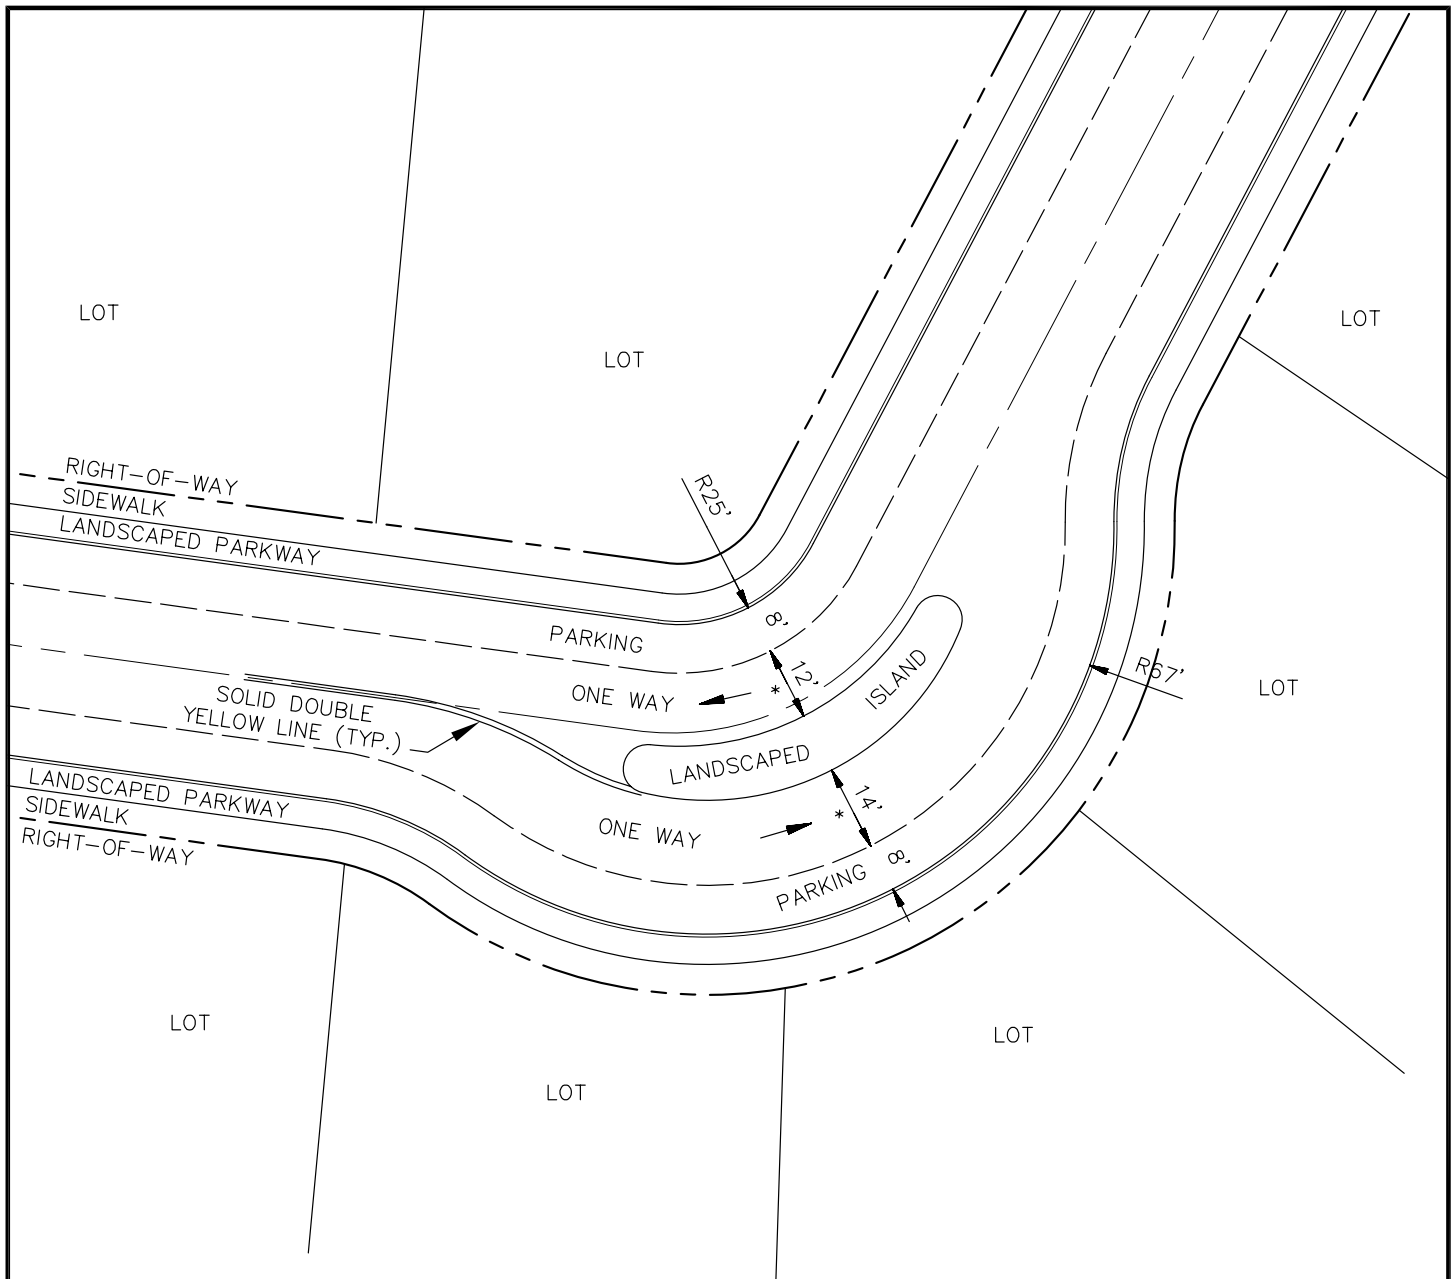 LOT
LOT
LOT
RIGHT-OF-WAY
SIDEWALK
LANDSCAPED PARKWAY
R25'
PARKING
8'
ONE WAY
*
12'
ISLAND
R67'
LOT
SOLID DOUBLE
YELLOW LINE (TYP.)
LANDSCAPED
LANDSCAPED PARKWAY
SIDEWALK
RIGHT-OF-WAY
ONE WAY
*
14'
PARKING
8'
LOT
LOT
LOT